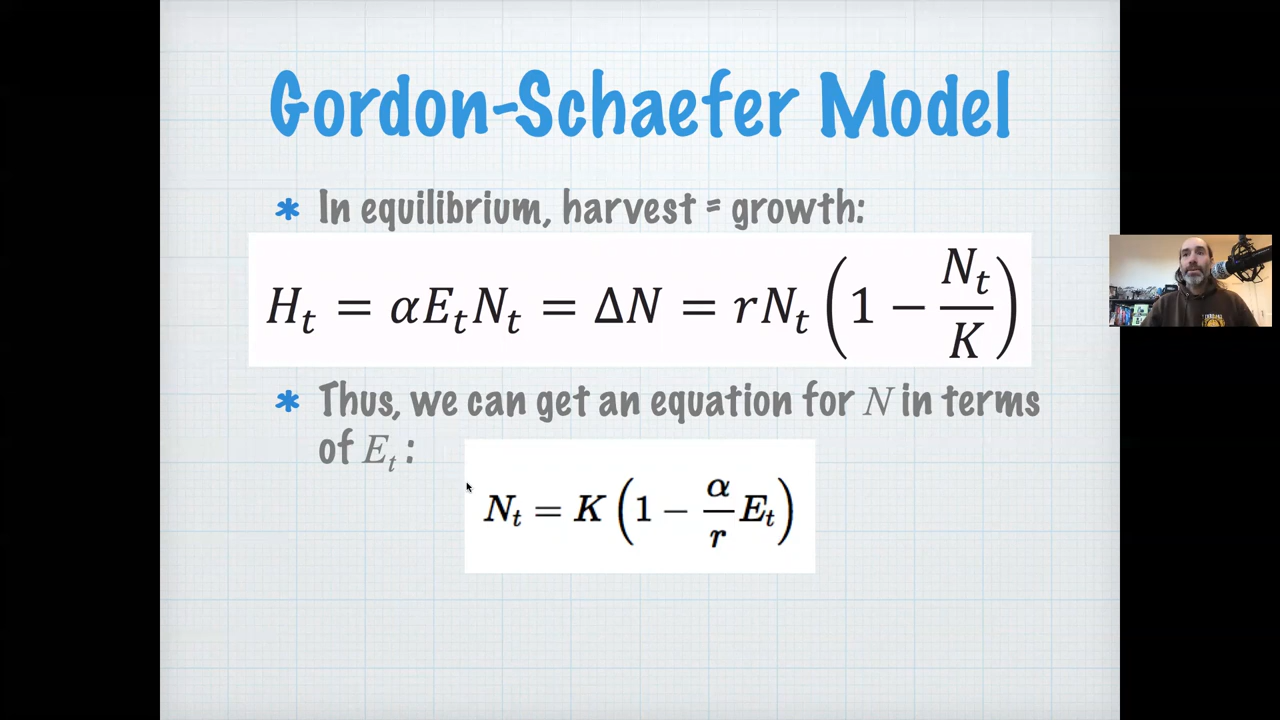 Gordon-Schaefer Model
* In equilibrium, harvest = growth:
H_t = αE_tN_t = ΔN = rN_t (1 − N_t/K)
* Thus, we can get an equation for N in terms
of E_t :
N_t = K (1 − α/r E_t)